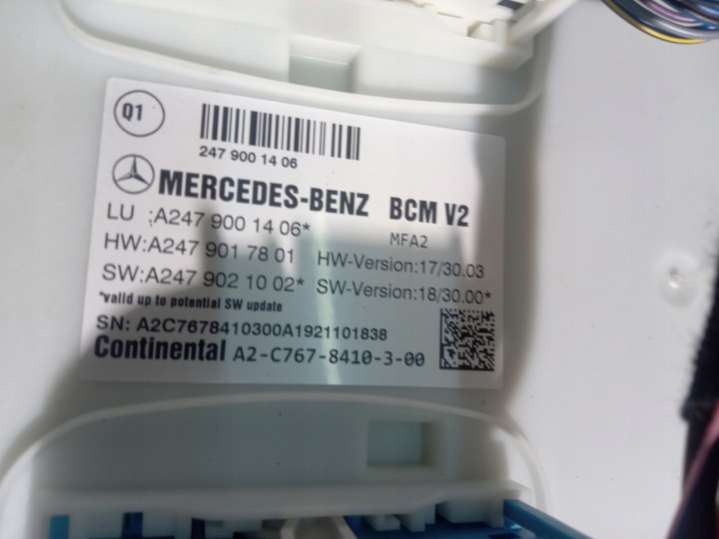 Q1
247 900 14 06
MERCEDES-BENZ BCM V2
LU :A247 900 14 06*
MFA2
HW:A247 901 78 01 HW-Version:17/30.03
SW:A247 902 10 02* SW-Version:18/30.00*
*valid up to potential SW update
SN: A2C7678410300A1921101838
Continental A2-C767-8410-3-00